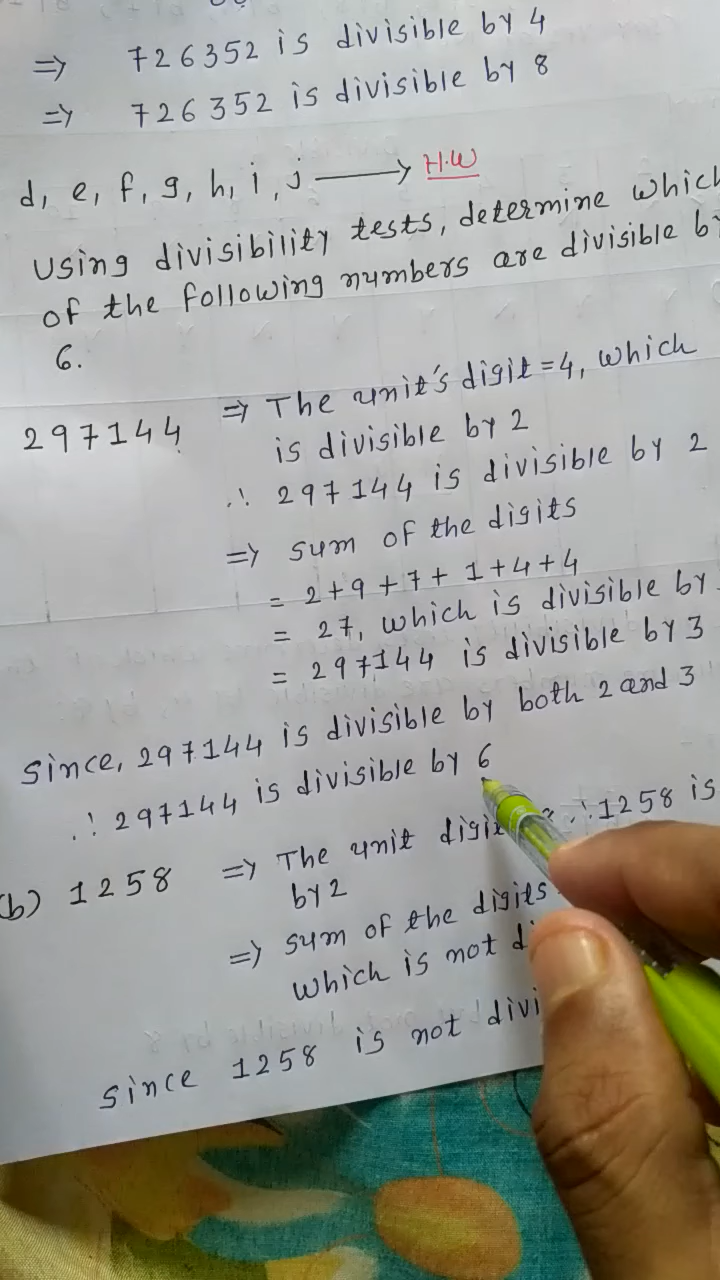 ⇒ 726352 is divisible by 4
⇒ 726352 is divisible by 8
d, e, f, g, h, i, j ⟶ H.W
Using divisibility tests, determine which
of the following numbers are divisible by
6.
297144 ⇒ The unit's digit = 4, which
is divisible by 2
∴ 297144 is divisible by 2
⇒ sum of the digits
= 2+9+7+1+4+4
= 27, which is divisible by
= 297144 is divisible by 3
Since, 297144 is divisible by both 2 and 3
∴ 297144 is divisible by 6
(b) 1258 ⇒ The unit digit ∴ 1258 is
by 2
⇒ sum of the digits
which is not
since 1258 is not